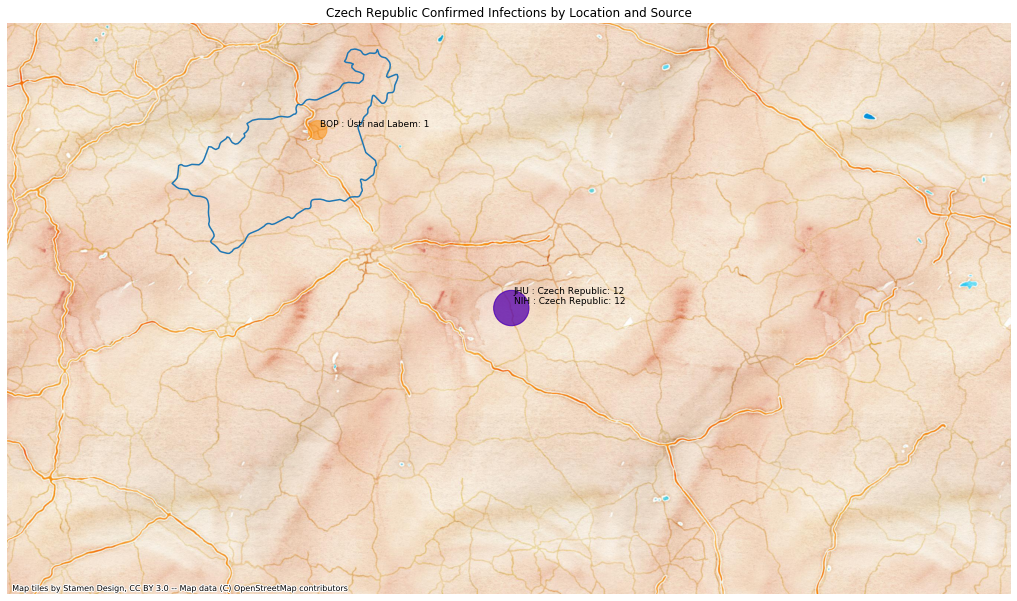 Czech Republic Confirmed Infections by Location and Source
BOP : Ústí nad Labem: 1
JHU : Czech Republic: 12
NIH : Czech Republic: 12
Map tiles by Stamen Design, CC BY 3.0 -- Map data (C) OpenStreetMap contributors